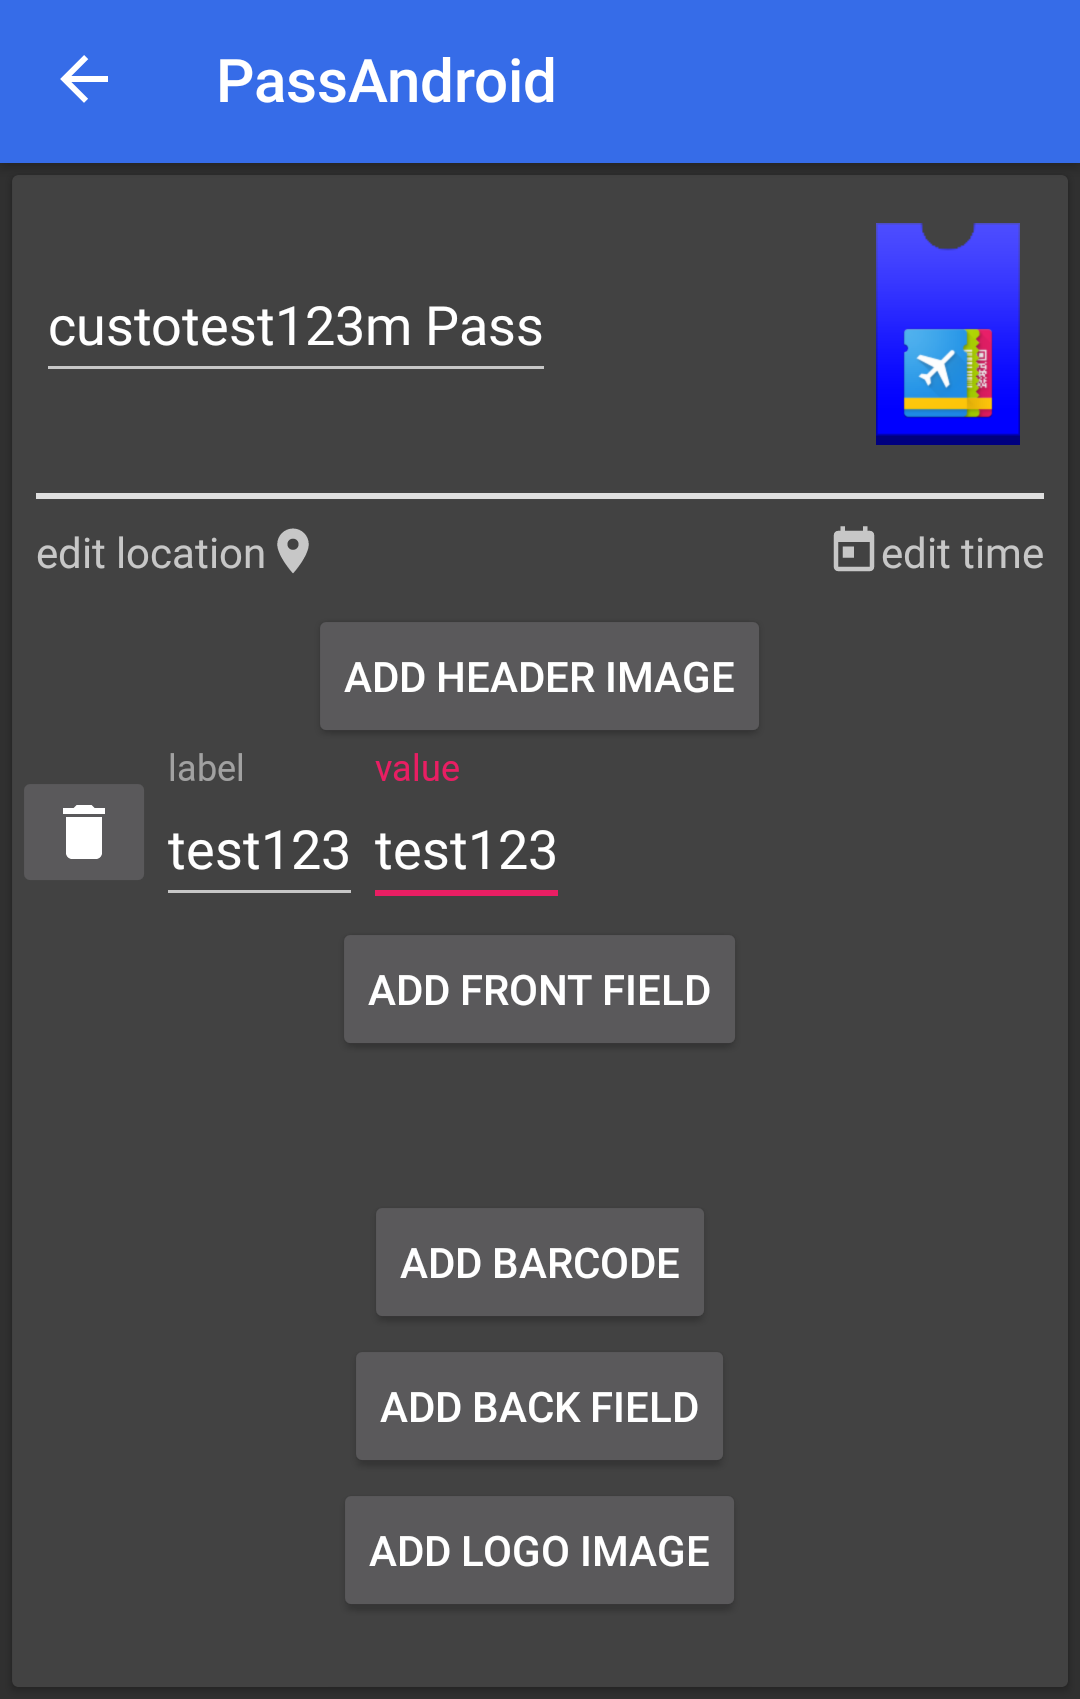 PassAndroid
custotest123m Pass
edit location edit time
ADD HEADER IMAGE
label value
test123 test123
ADD FRONT FIELD
ADD BARCODE
ADD BACK FIELD
ADD LOGO IMAGE